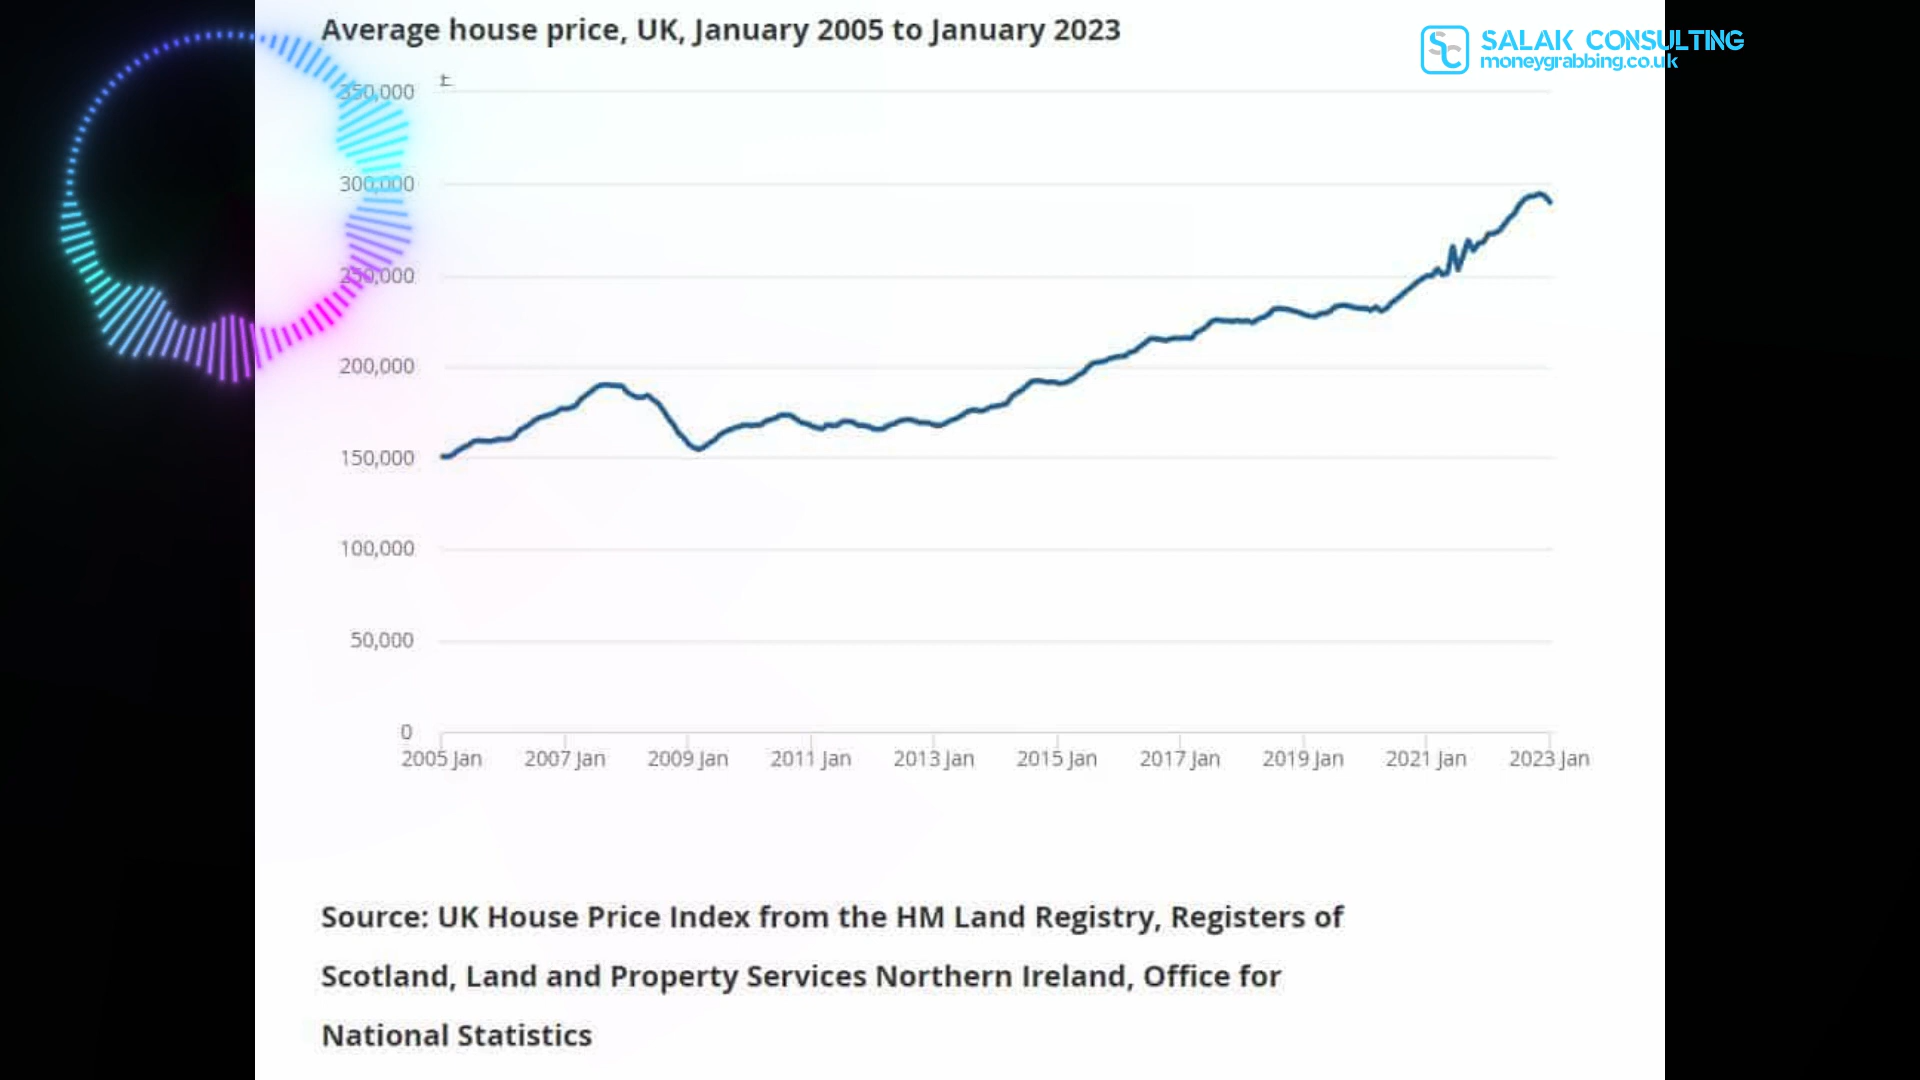 Average house price, UK, January 2005 to January 2023
SALAK CONSULTING
moneygrabbing.co.uk
SC
£
350,000
300,000
250,000
200,000
150,000
100,000
50,000
0
2005 Jan 2007 Jan 2009 Jan 2011 Jan 2013 Jan 2015 Jan 2017 Jan 2019 Jan 2021 Jan 2023 Jan
Source: UK House Price Index from the HM Land Registry, Registers of
Scotland, Land and Property Services Northern Ireland, Office for
National Statistics